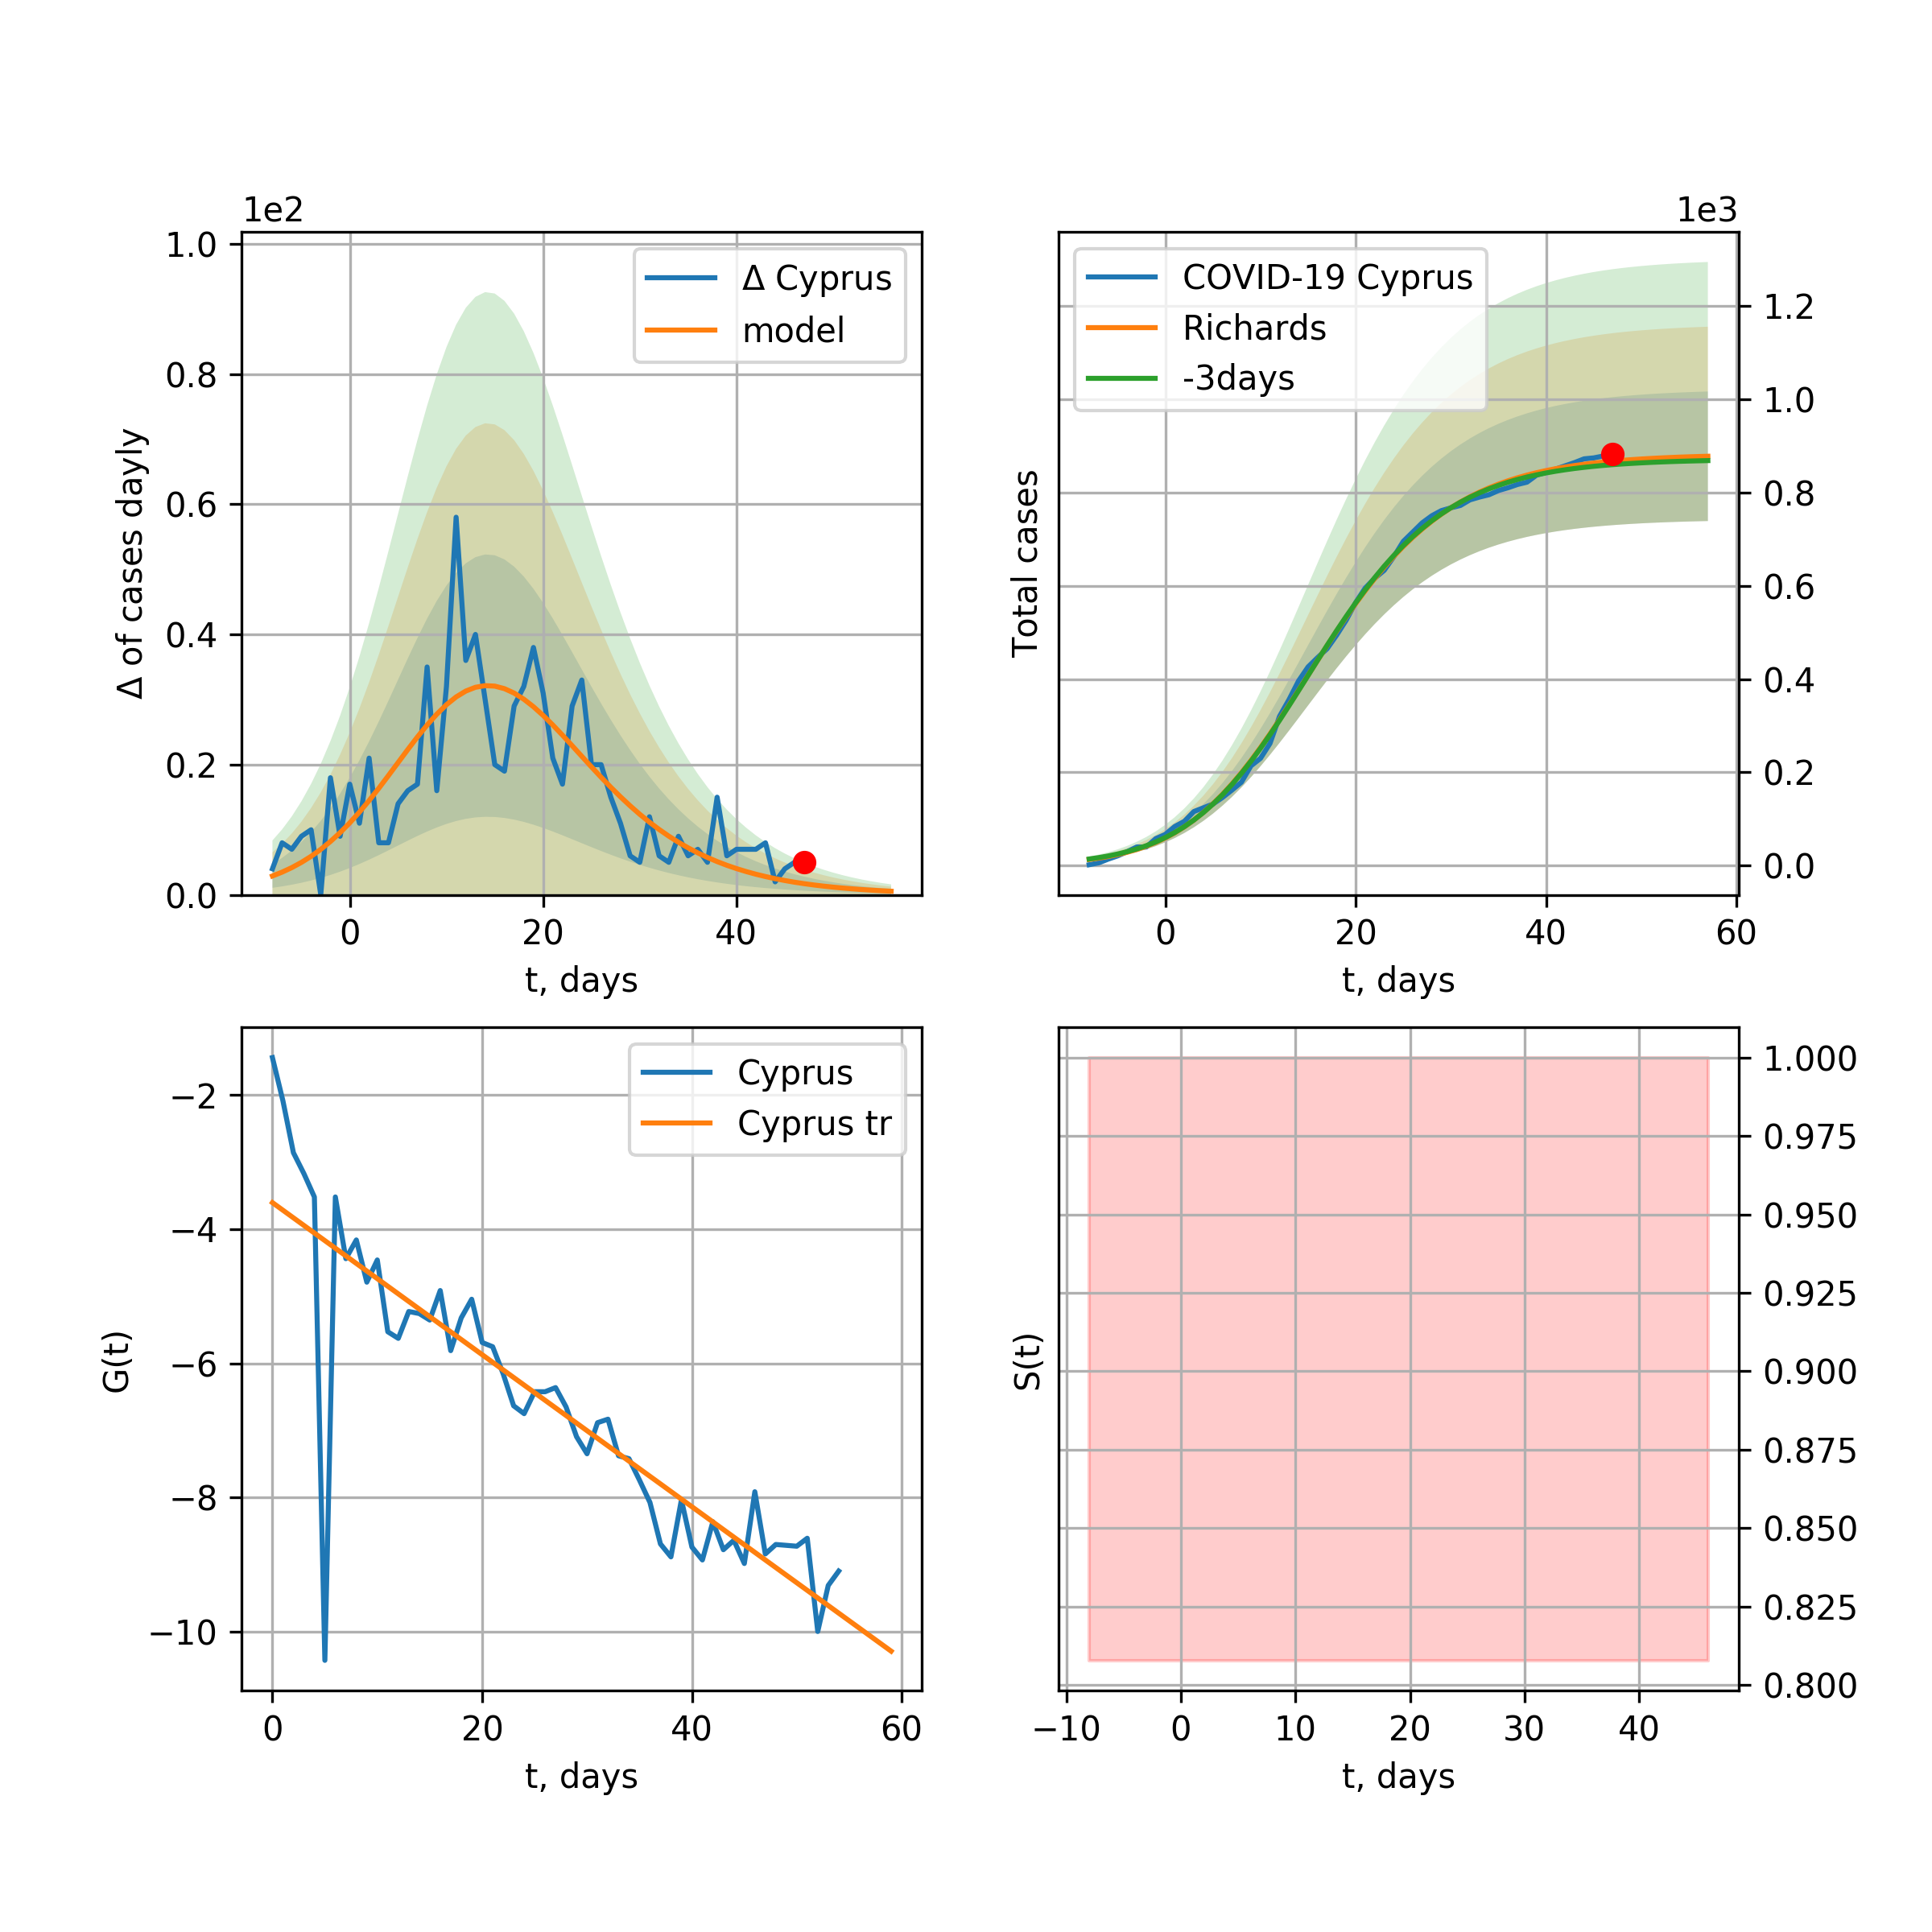 1e2
1.0
0.8
0.6
0.4
0.2
0.0
Δ of cases dayly
Δ Cyprus
model
0 20 40
t, days
1e3
COVID-19 Cyprus
Richards
-3days
Total cases
1.2
1.0
0.8
0.6
0.4
0.2
0.0
0 20 40 60
t, days
−2
−4
−6
−8
−10
G(t)
Cyprus
Cyprus tr
0 20 40 60
t, days
S(t)
1.000
0.975
0.950
0.925
0.900
0.875
0.850
0.825
0.800
−10 0 10 20 30 40
t, days